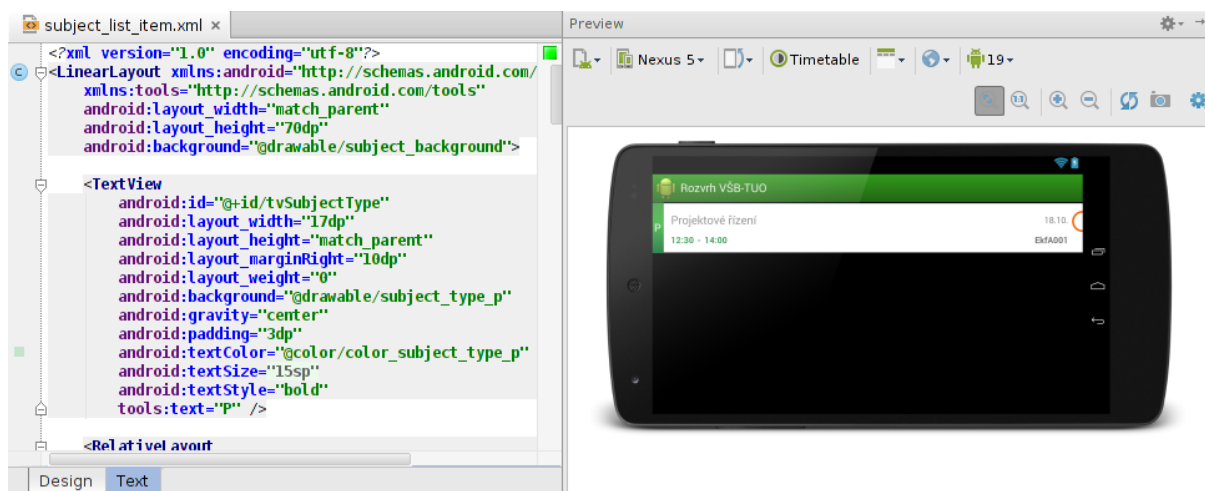 subject_list_item.xml ×
<?xml version="1.0" encoding="utf-8"?>
<LinearLayout xmlns:android="http://schemas.android.com/
xmlns:tools="http://schemas.android.com/tools"
android:layout_width="match_parent"
android:layout_height="70dp"
android:background="@drawable/subject_background">
<TextView
android:id="@+id/tvSubjectType"
android:layout_width="17dp"
android:layout_height="match_parent"
android:layout_marginRight="10dp"
android:layout_weight="0"
android:background="@drawable/subject_type_p"
android:gravity="center"
android:padding="3dp"
android:textColor="@color/color_subject_type_p"
android:textSize="15sp"
android:textStyle="bold"
tools:text="P" />
<RelativeLayout
Design Text
Preview
Nexus 5 Timetable 19
1:1
Rozvrh VŠB-TUO
P
Projektové řízení 18.10.
12:30 - 14:00 EkfA001